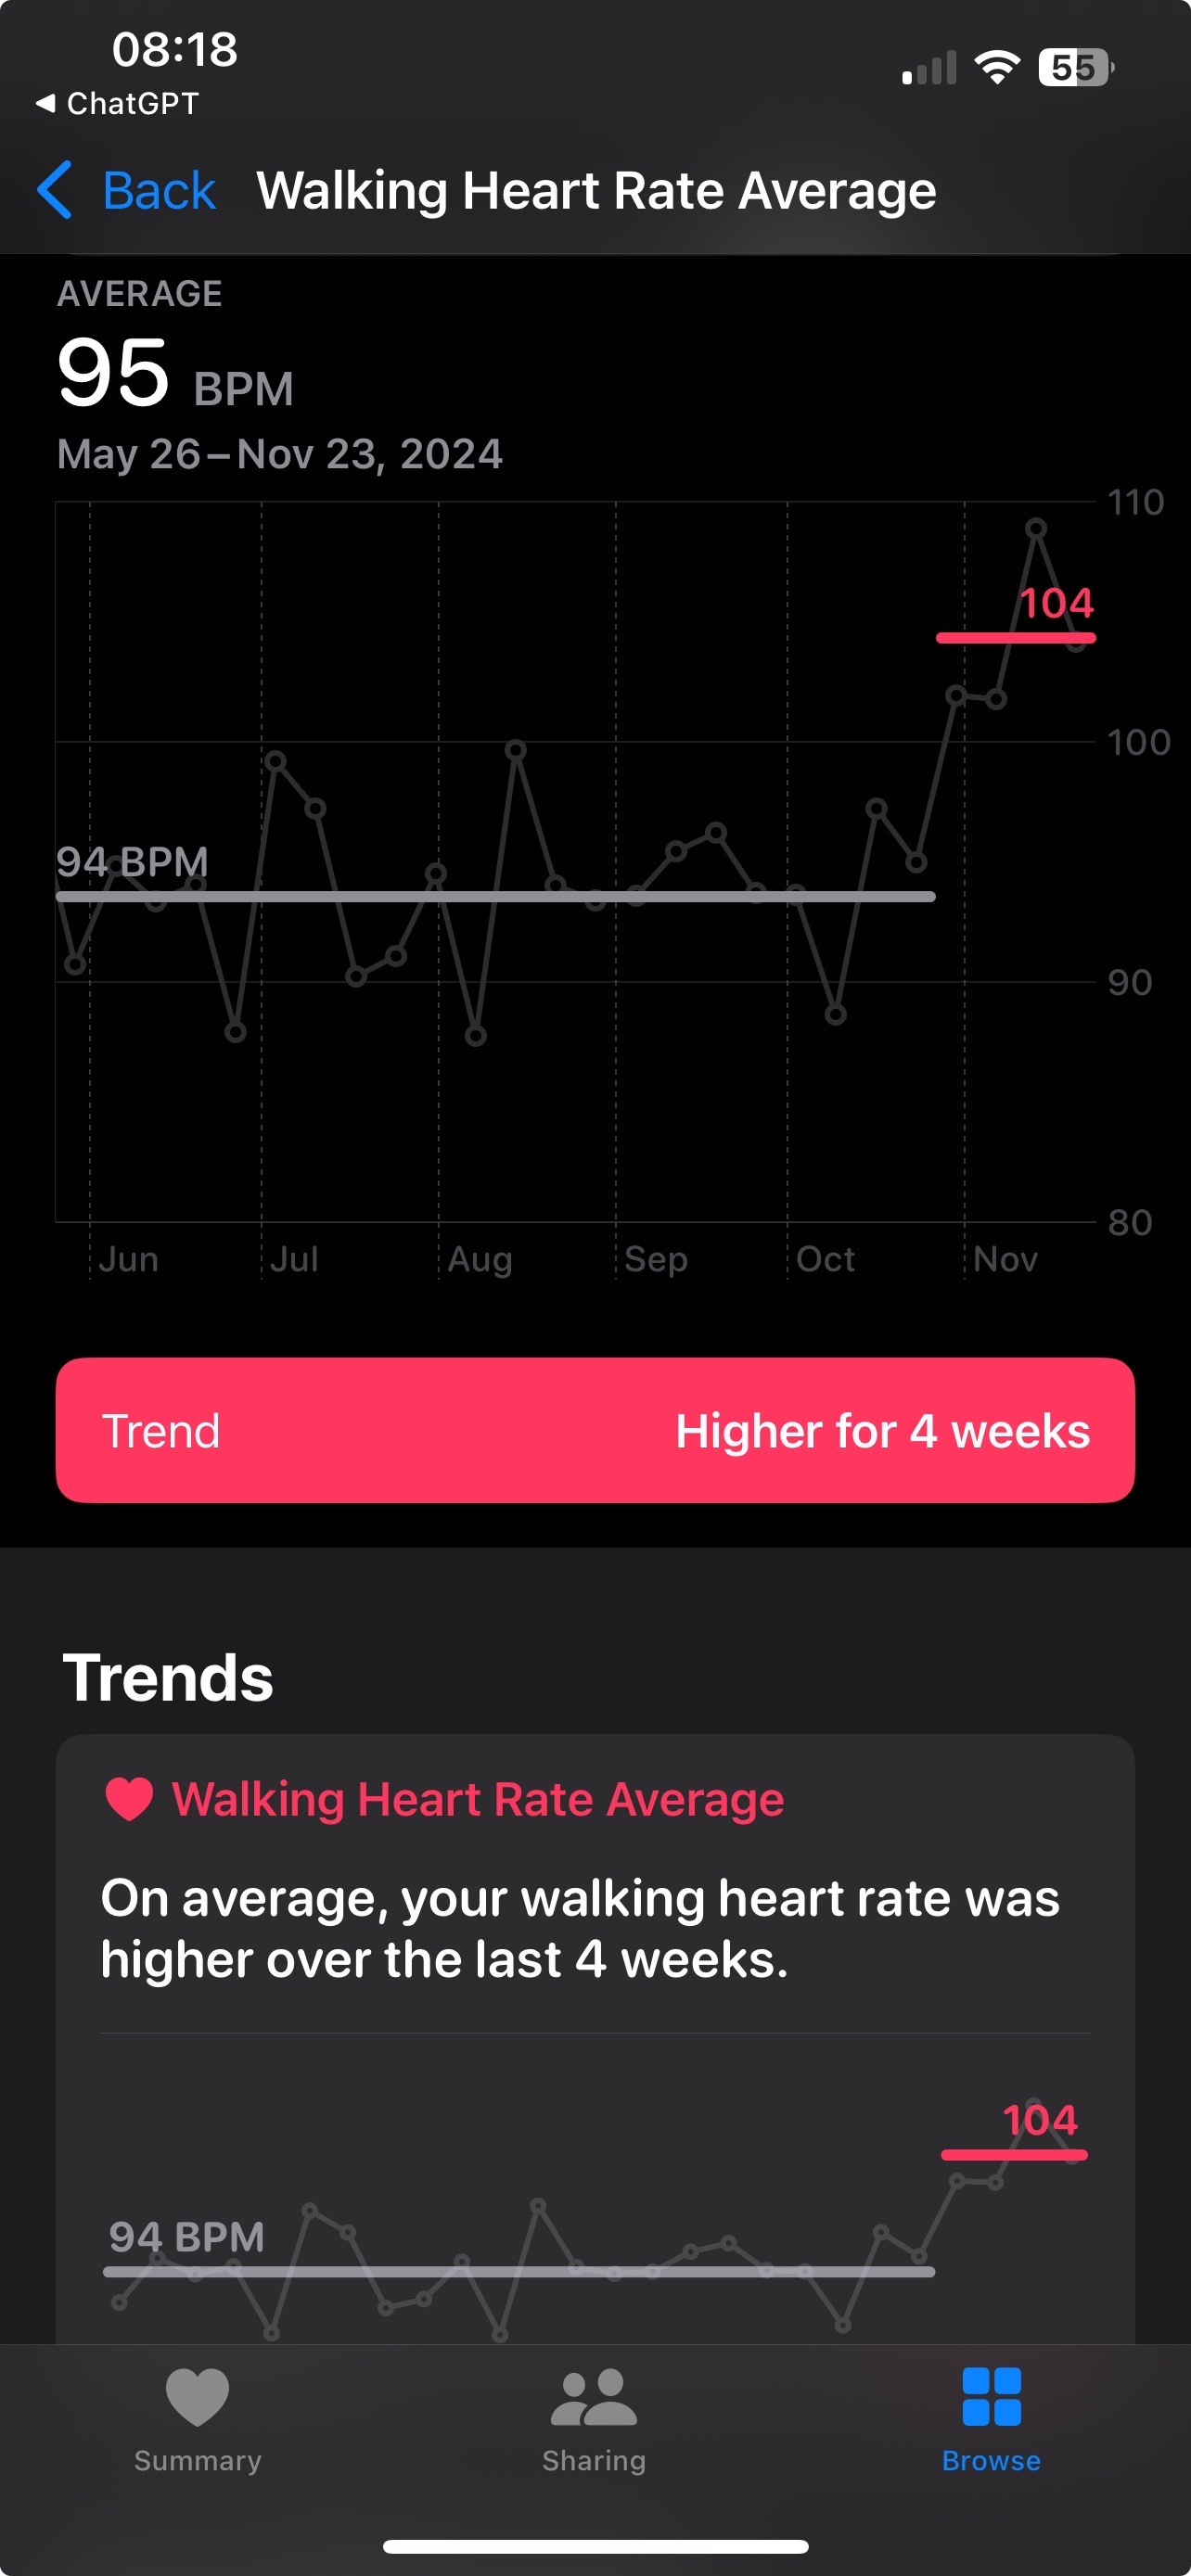 08:18
55
ChatGPT
Back Walking Heart Rate Average
AVERAGE
95 BPM
May 26–Nov 23, 2024
110
104
100
94 BPM
90
80
Jun Jul Aug Sep Oct Nov
Trend Higher for 4 weeks
Trends
Walking Heart Rate Average
On average, your walking heart rate was
higher over the last 4 weeks.
104
94 BPM
Summary Sharing Browse